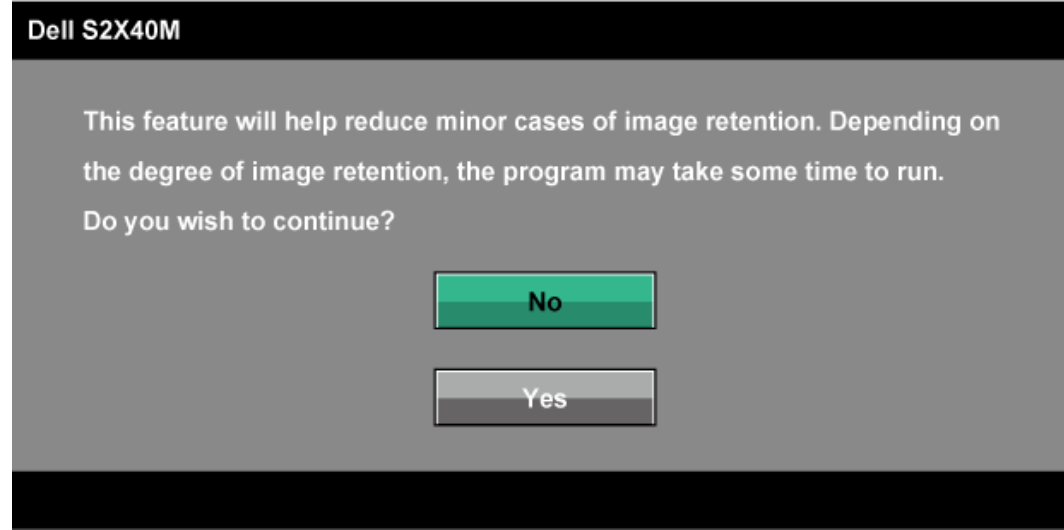 Dell S2X40M
This feature will help reduce minor cases of image retention. Depending on
the degree of image retention, the program may take some time to run.
Do you wish to continue?
No
Yes